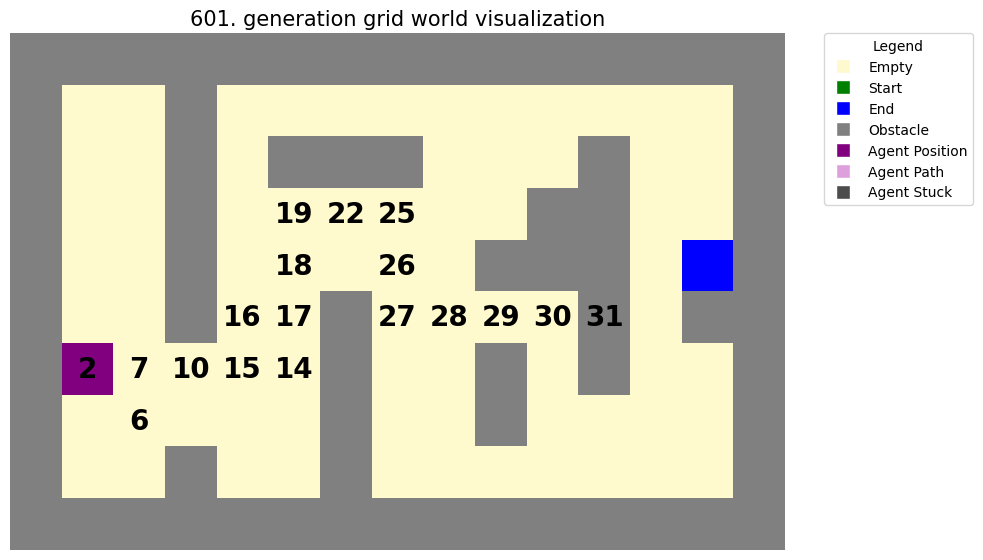 601. generation grid world visualization
Legend
Empty
Start
End
Obstacle
Agent Position
Agent Path
Agent Stuck
19 22 25
18 26
16 17 27 28 29 30 31
2 7 10 15 14
6